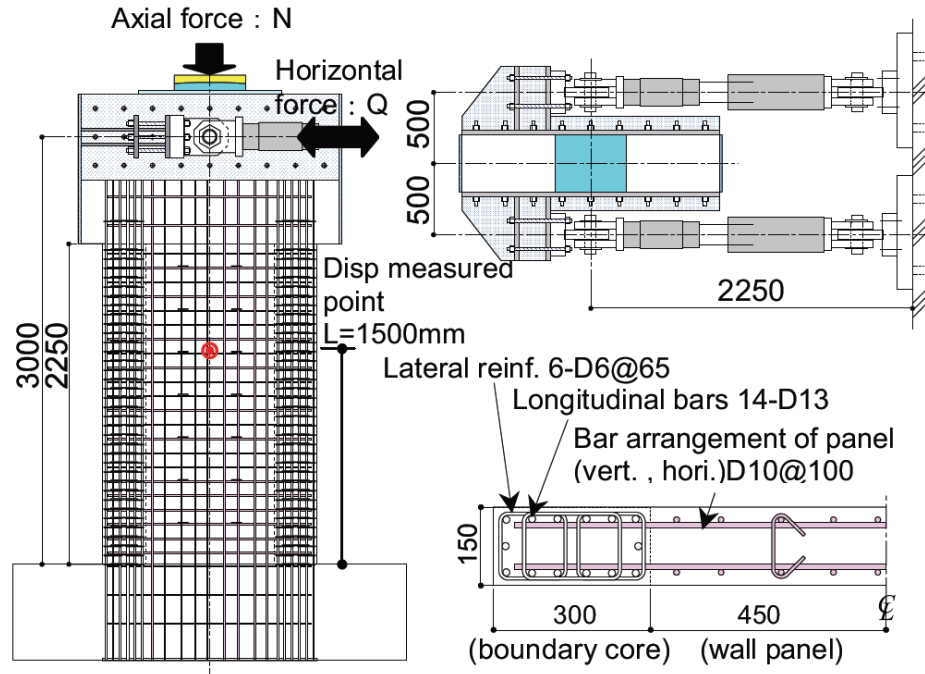 Axial force : N
Horizontal
force : Q
500
500
2250
3000
2250
Disp measured
point
L=1500mm
Lateral reinf. 6-D6@65
Longitudinal bars 14-D13
Bar arrangement of panel
(vert. , hori.)D10@100
150
300
450
(boundary core)
(wall panel)
℄